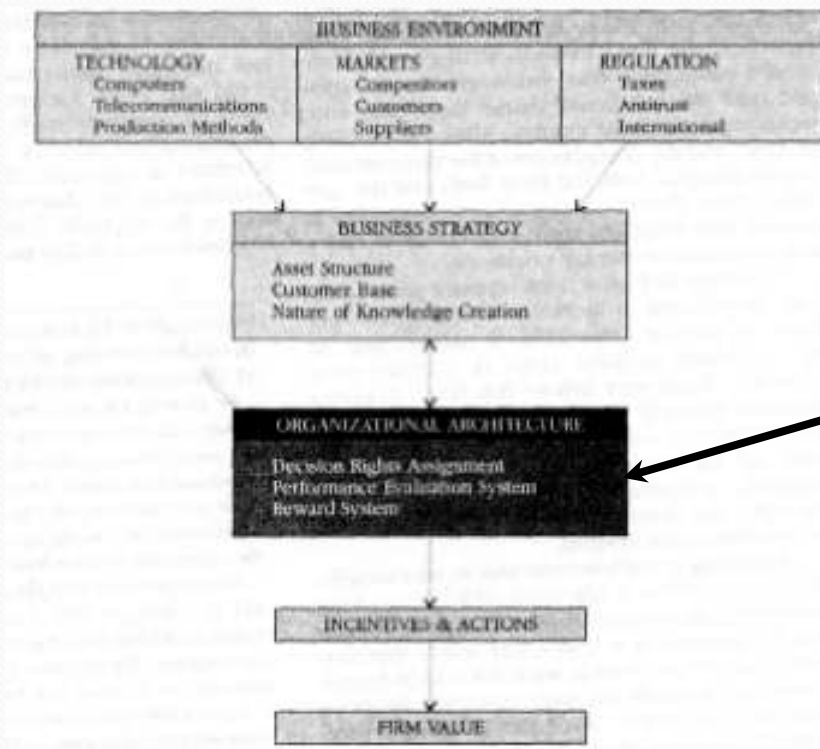 BUSINESS ENVIRONMENT
TECHNOLOGY
Computers
Telecommunications
Production Methods
MARKETS
Competitors
Customers
Suppliers
REGULATION
Taxes
Antitrust
International
BUSINESS STRATEGY
Asset Structure
Customer Base
Nature of Knowledge Creation
ORGANIZATIONAL ARCHITECTURE
Decision Rights Assignment
Performance Evaluation System
Reward System
INCENTIVES & ACTIONS
FIRM VALUE